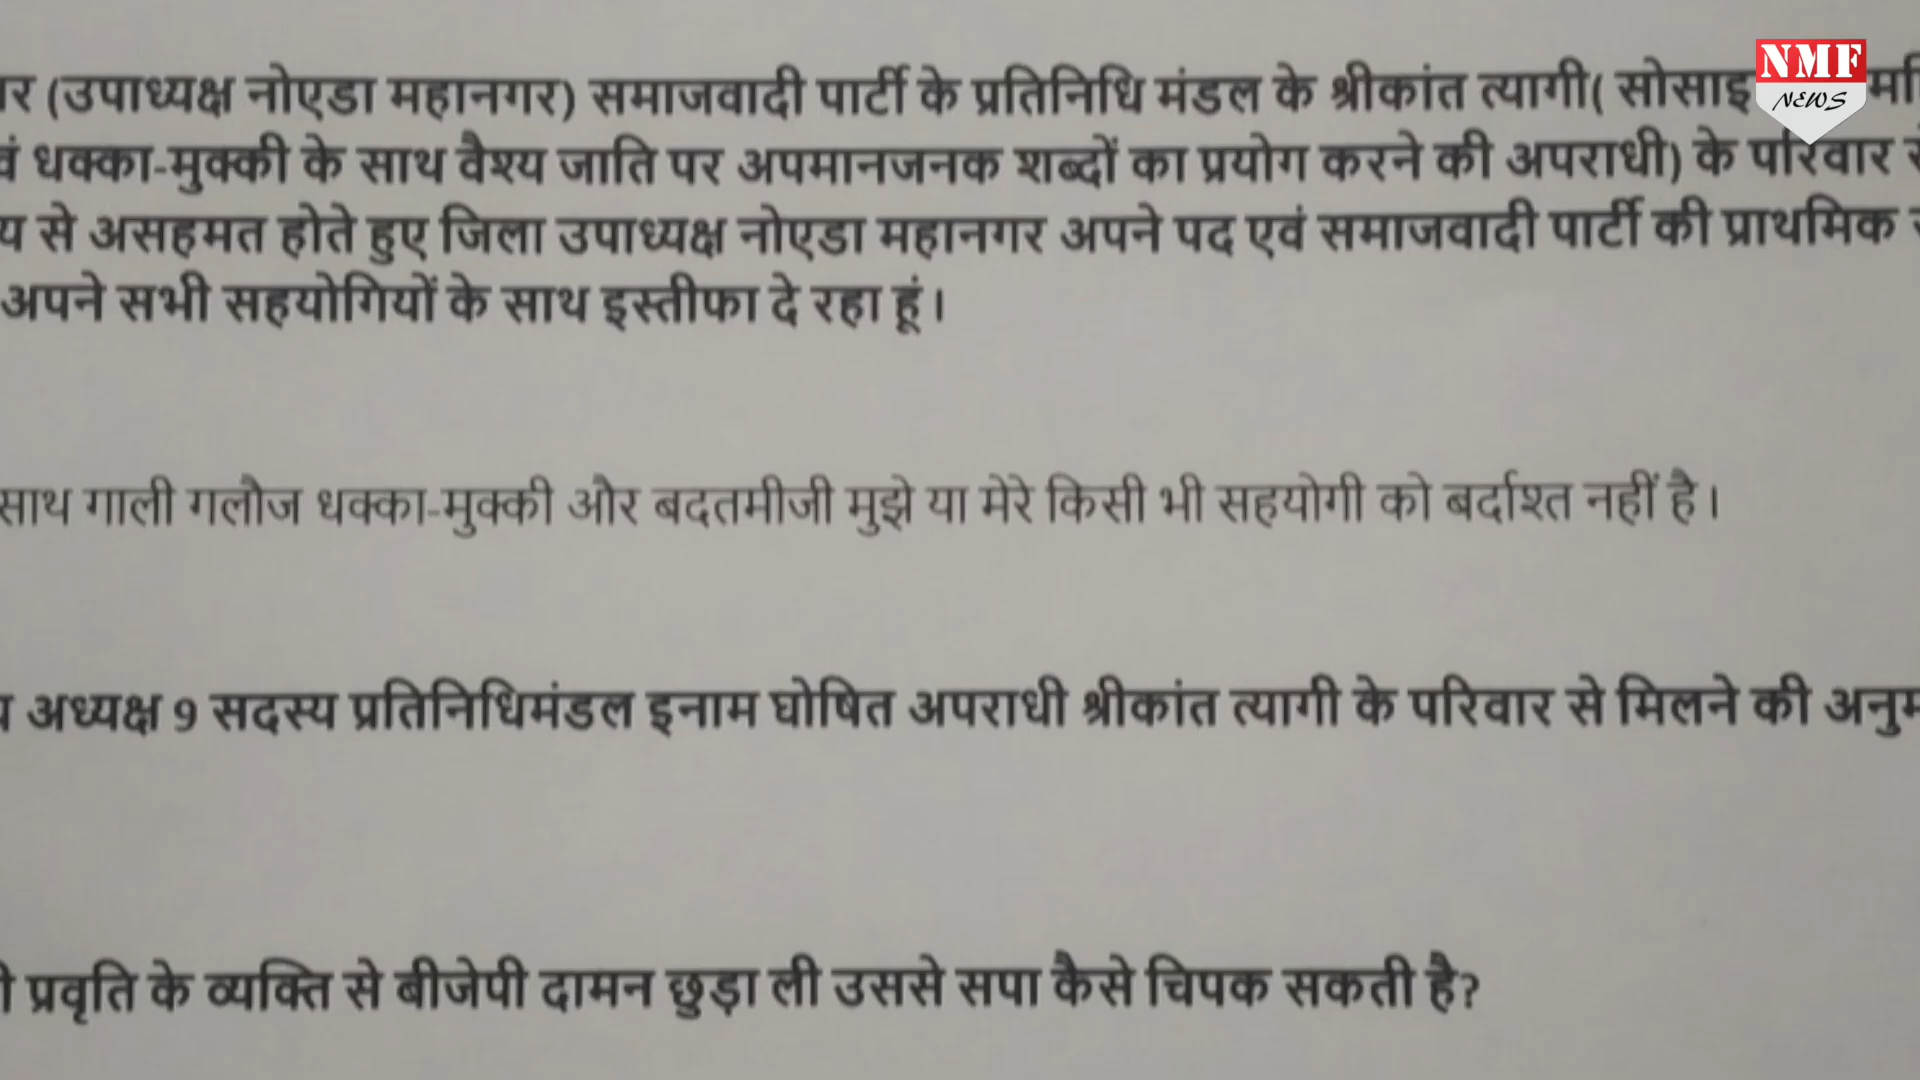 (उपाध्यक्ष नोएडा महानगर) समाजवादी पार्टी के प्रतिनिधि मंडल के श्रीकांत त्यागी( सोसाइ
NMF
NEWS
धक्का-मुक्की के साथ वैश्य जाति पर अपमानजनक शब्दों का प्रयोग करने की अपराधी) के परिवार
से असहमत होते हुए जिला उपाध्यक्ष नोएडा महानगर अपने पद एवं समाजवादी पार्टी की प्राथमिक
अपने सभी सहयोगियों के साथ इस्तीफा दे रहा हूं।
साथ गाली गलौज धक्का-मुक्की और बदतमीजी मुझे या मेरे किसी भी सहयोगी को बर्दाश्त नहीं है।
अध्यक्ष 9 सदस्य प्रतिनिधिमंडल इनाम घोषित अपराधी श्रीकांत त्यागी के परिवार से मिलने की अनुम
प्रवृति के व्यक्ति से बीजेपी दामन छुड़ा ली उससे सपा कैसे चिपक सकती है?